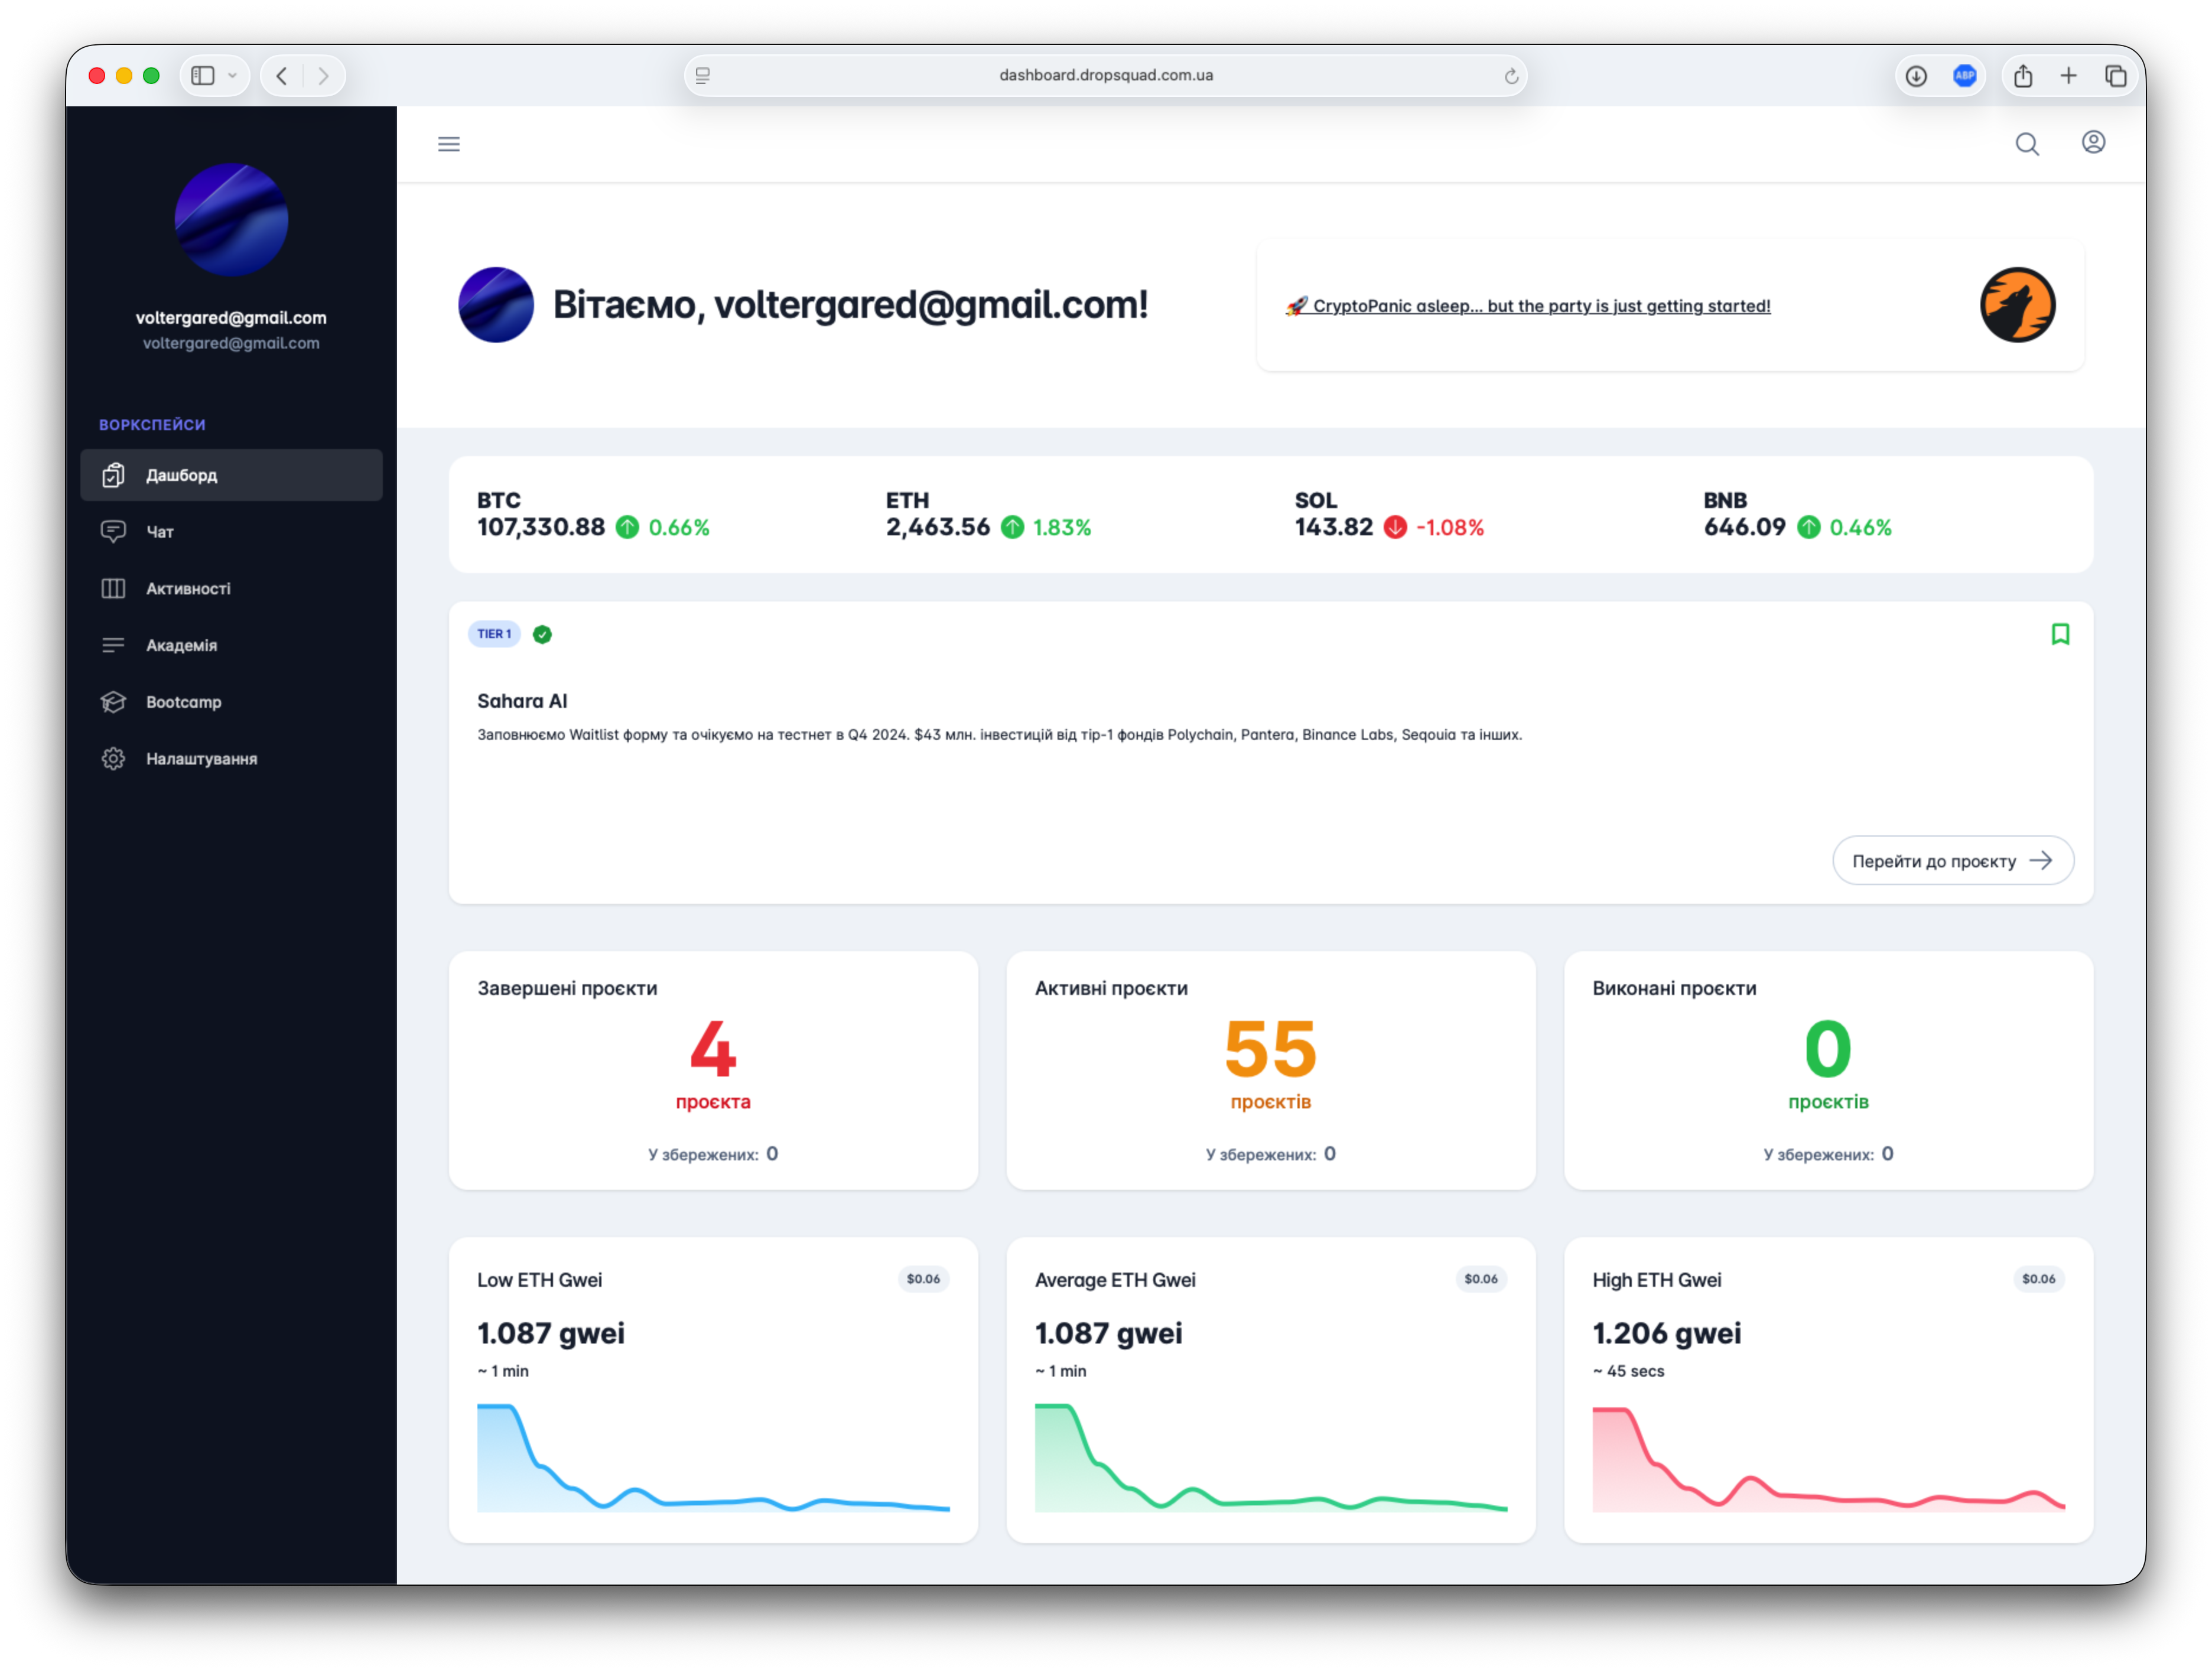 dashboard.dropsquad.com.ua
ABP
voltergared@gmail.com
voltergared@gmail.com
ВОРКСПЕЙСИ
Дашборд
Чат
Активності
Академія
Bootcamp
Налаштування
Вітаємо, voltergared@gmail.com!
🚀 CryptoPanic asleep... but the party is just getting started!
BTC
107,330.88 0.66%
ETH
2,463.56 1.83%
SOL
143.82 -1.08%
BNB
646.09 0.46%
TIER 1
Sahara AI
Заповнюємо Waitlist форму та очікуємо на тестнет в Q4 2024. $43 млн. інвестицій від тір-1 фондів Polychain, Pantera, Binance Labs, Seqouia та інших.
Перейти до проєкту
Завершені проєкти
4
проєкта
У збережених: 0
Активні проєкти
55
проєктів
У збережених: 0
Виконані проєкти
0
проєктів
У збережених: 0
Low ETH Gwei $0.06
1.087 gwei
~ 1 min
Average ETH Gwei $0.06
1.087 gwei
~ 1 min
High ETH Gwei $0.06
1.206 gwei
~ 45 secs